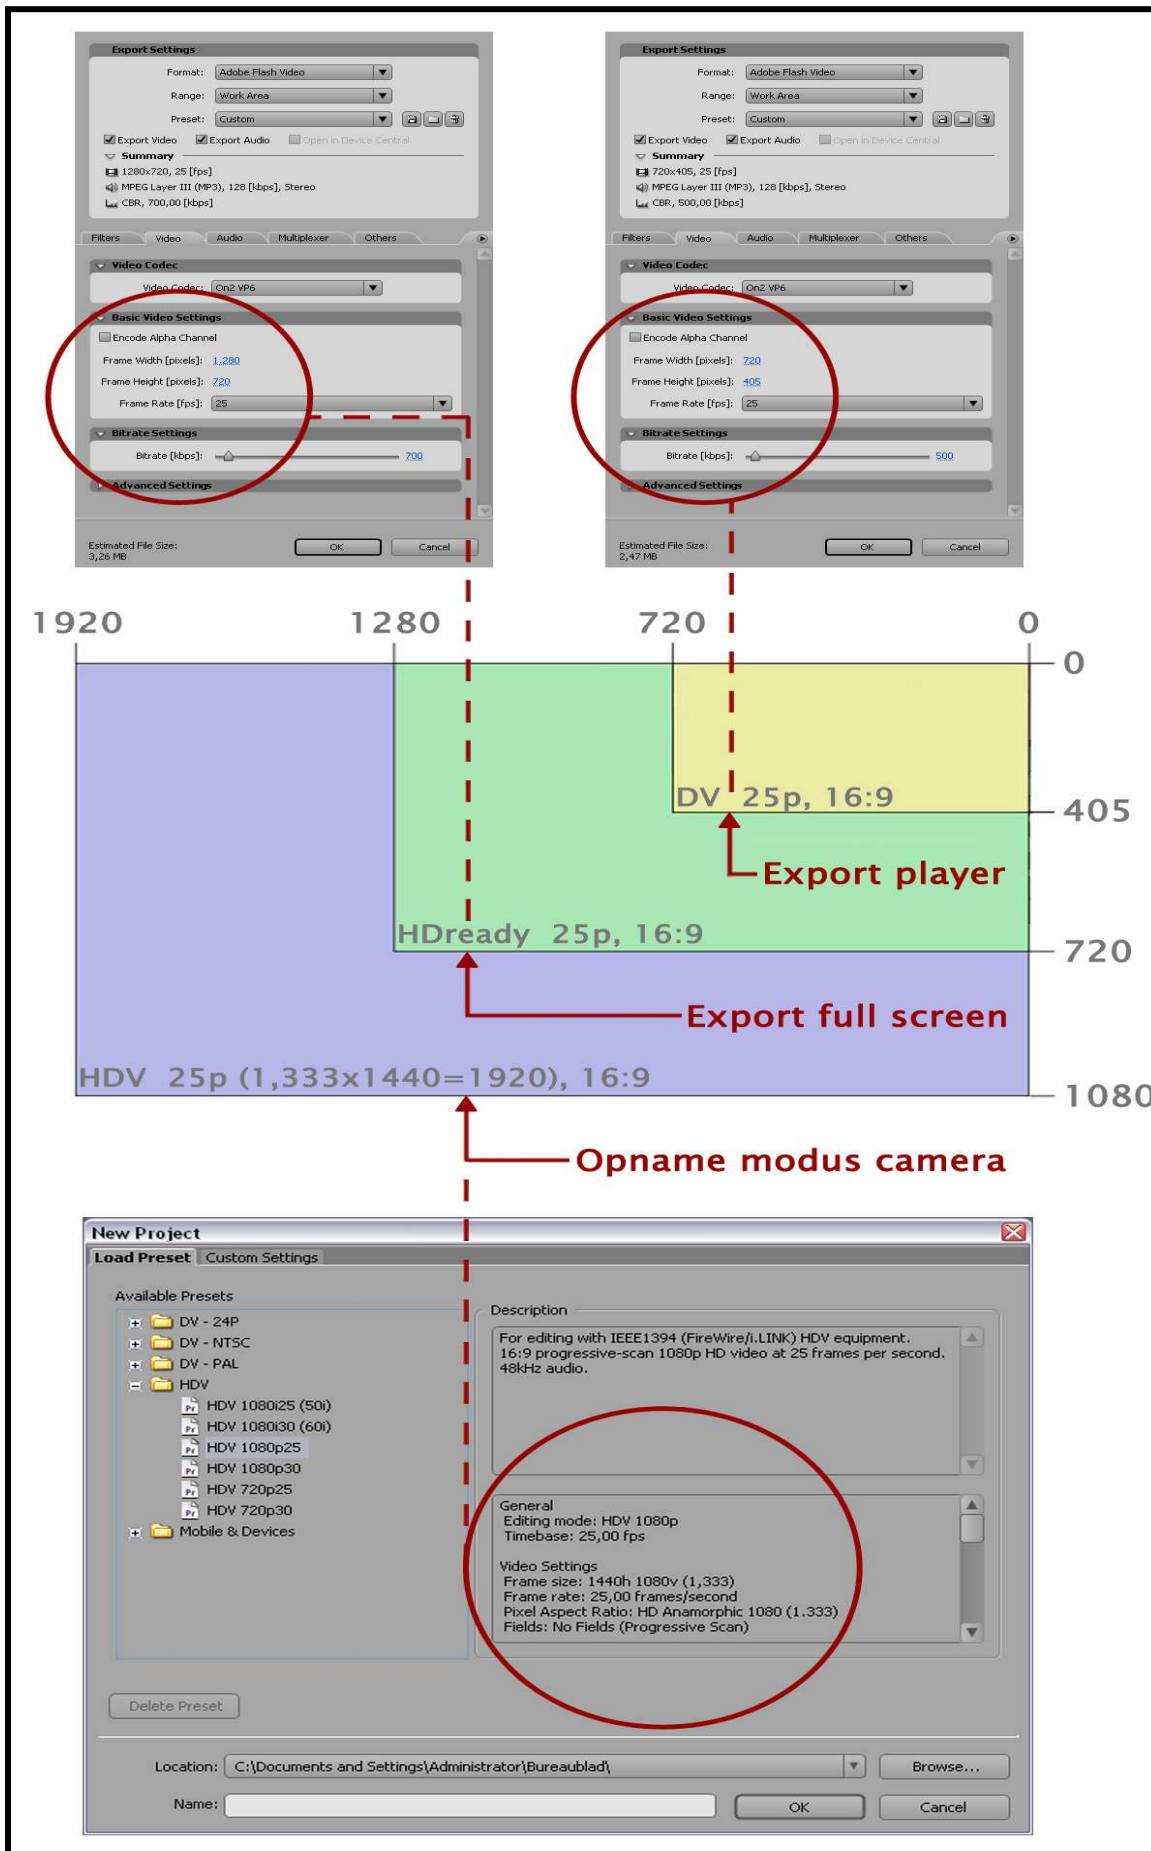 Export Settings
Format: Adobe Flash Video
Range: Work Area
Preset: Custom
Export Video Export Audio Open in Device Central
Summary
1280x720, 25 [fps]
MPEG Layer III (MP3), 128 [kbps], Stereo
CBR, 700,00 [kbps]
Filters Video Audio Multiplexer Others
Video Codec
Video Codec: On2 VP6
Basic Video Settings
Encode Alpha Channel
Frame Width [pixels]: 1.280
Frame Height [pixels]: 720
Frame Rate [fps]: 25
Bitrate Settings
Bitrate [kbps]: 700
Advanced Settings
Estimated File Size:
3,26 MB
OK Cancel
Export Settings
Format: Adobe Flash Video
Range: Work Area
Preset: Custom
Export Video Export Audio Open in Device Central
Summary
720x405, 25 [fps]
MPEG Layer III (MP3), 128 [kbps], Stereo
CBR, 500,00 [kbps]
Filters Video Audio Multiplexer Others
Video Codec
Video Codec: On2 VP6
Basic Video Settings
Encode Alpha Channel
Frame Width [pixels]: 720
Frame Height [pixels]: 405
Frame Rate [fps]: 25
Bitrate Settings
Bitrate [kbps]: 500
Advanced Settings
Estimated File Size:
2,47 MB
OK Cancel
1920 1280 720 0
0
DV 25p, 16:9
405
Export player
HDready 25p, 16:9
720
Export full screen
HDV 25p (1,333x1440=1920), 16:9
1080
Opname modus camera
New Project
Load Preset Custom Settings
Available Presets
DV - 24P
DV - NTSC
DV - PAL
HDV
HDV 1080i25 (50i)
HDV 1080i30 (60i)
HDV 1080p25
HDV 1080p30
HDV 720p25
HDV 720p30
Mobile & Devices
Description
For editing with IEEE1394 (FireWire/i.LINK) HDV equipment.
16:9 progressive-scan 1080p HD video at 25 frames per second.
48kHz audio.
General
Editing mode: HDV 1080p
Timebase: 25,00 fps
Video Settings
Frame size: 1440h 1080v (1,333)
Frame rate: 25,00 frames/second
Pixel Aspect Ratio: HD Anamorphic 1080 (1.333)
Fields: No Fields (Progressive Scan)
Delete Preset
Location: C:\Documents and Settings\Administrator\Bureaublad\ Browse...
Name: OK Cancel